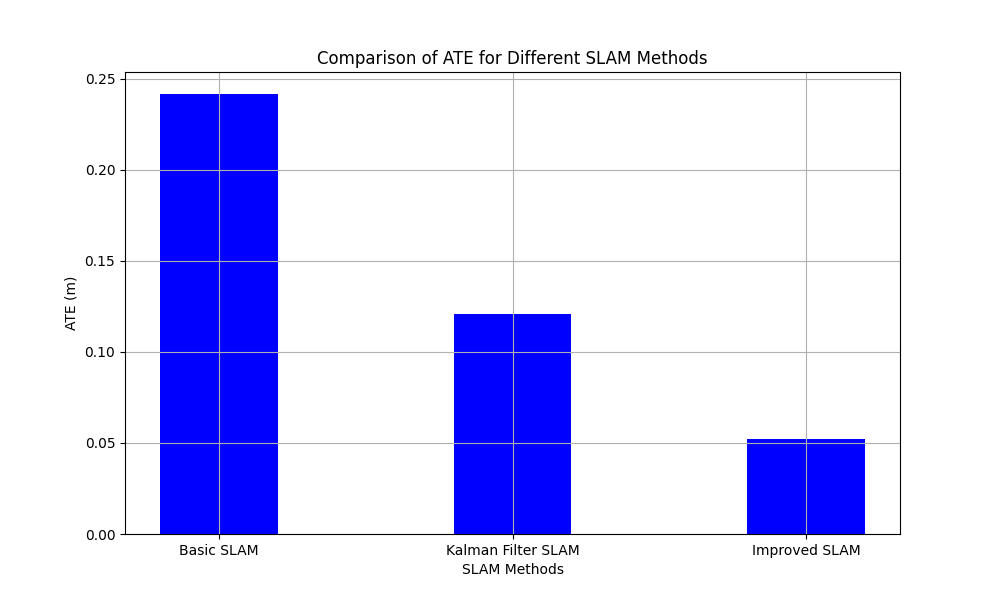 Comparison of ATE for Different SLAM Methods
0.25
0.20
0.15
0.10
0.05
0.00
ATE (m)
Basic SLAM
Kalman Filter SLAM
Improved SLAM
SLAM Methods